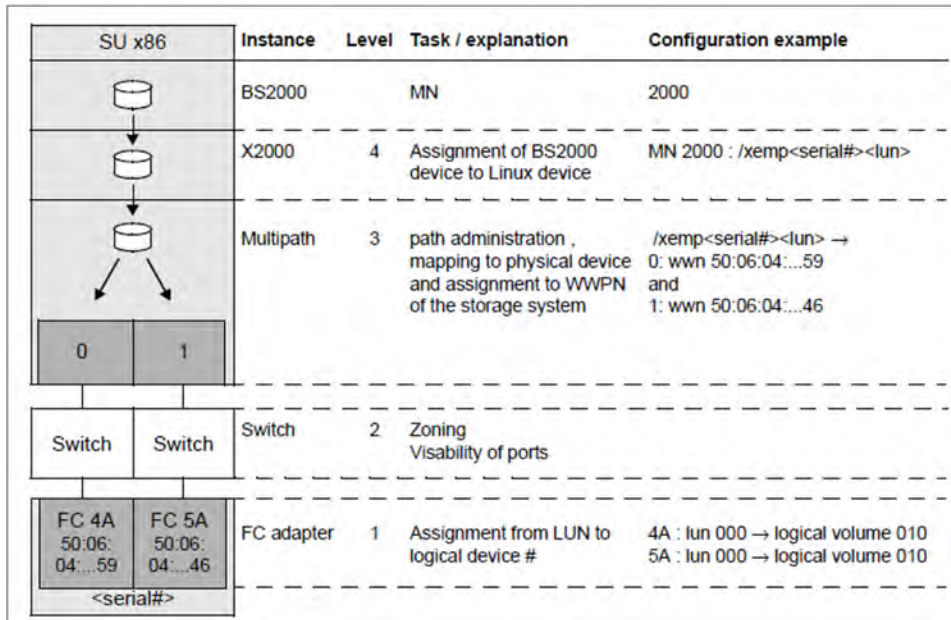 SU x86 Instance Level Task / explanation Configuration example
BS2000 MN 2000
X2000 4 Assignment of BS2000 MN 2000 : /xemp<serial#><lun>
device to Linux device
Multipath 3 path administration , /xemp<serial#><lun> →
mapping to physical device 0: wwn 50:06:04:...59
and assignment to WWPN and
of the storage system 1: wwn 50:06:04:...46
0 1
Switch Switch
Switch 2 Zoning
Visability of ports
FC 4A FC 5A
50:06: 50:06:
04:...59 04:...46
<serial#>
FC adapter 1 Assignment from LUN to 4A : lun 000 → logical volume 010
logical device # 5A : lun 000 → logical volume 010